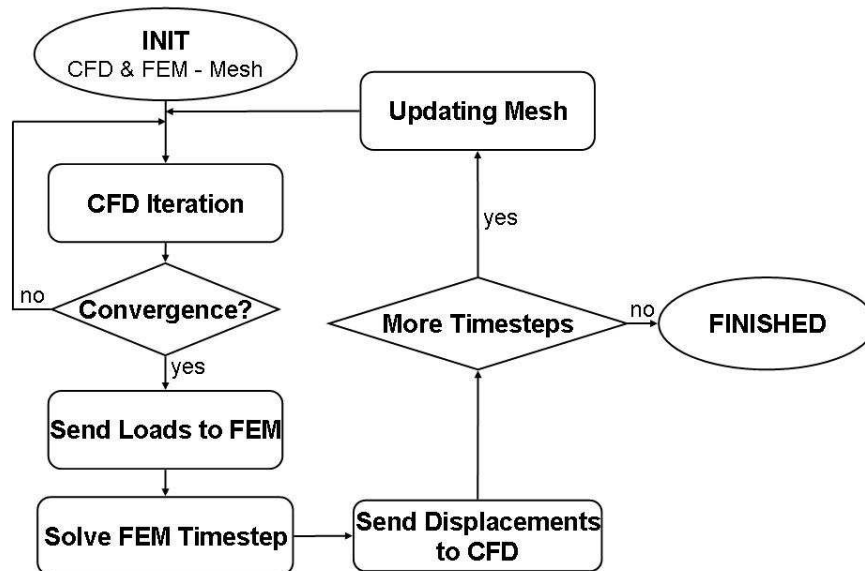 INIT
CFD & FEM - Mesh
Updating Mesh
CFD Iteration
yes
no
Convergence?
More Timesteps
no
FINISHED
yes
Send Loads to FEM
Solve FEM Timestep
Send Displacements
to CFD